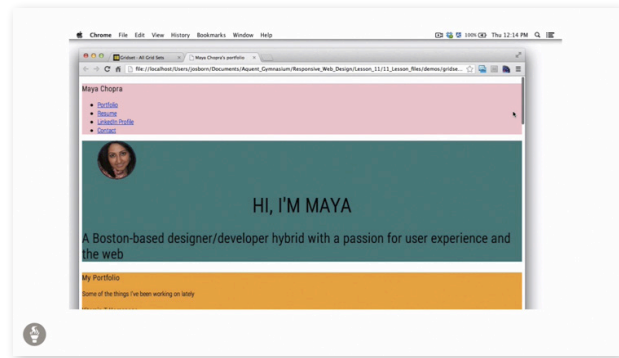 Chrome File Edit View History Bookmarks Window Help 100% Thu 12:14 PM
Gridset - All Grid Sets Maya Chopra's portfolio
file://localhost/Users/josborn/Documents/Aquent_Gymnasium/Responsive_Web_Design/Lesson_11/11_Lesson_files/demos/gridse...
Maya Chopra
Portfolio
Resume
LinkedIn Profile
Contact
HI, I'M MAYA
A Boston-based designer/developer hybrid with a passion for user experience and
the web
My Portfolio
Some of the things I've been working on lately